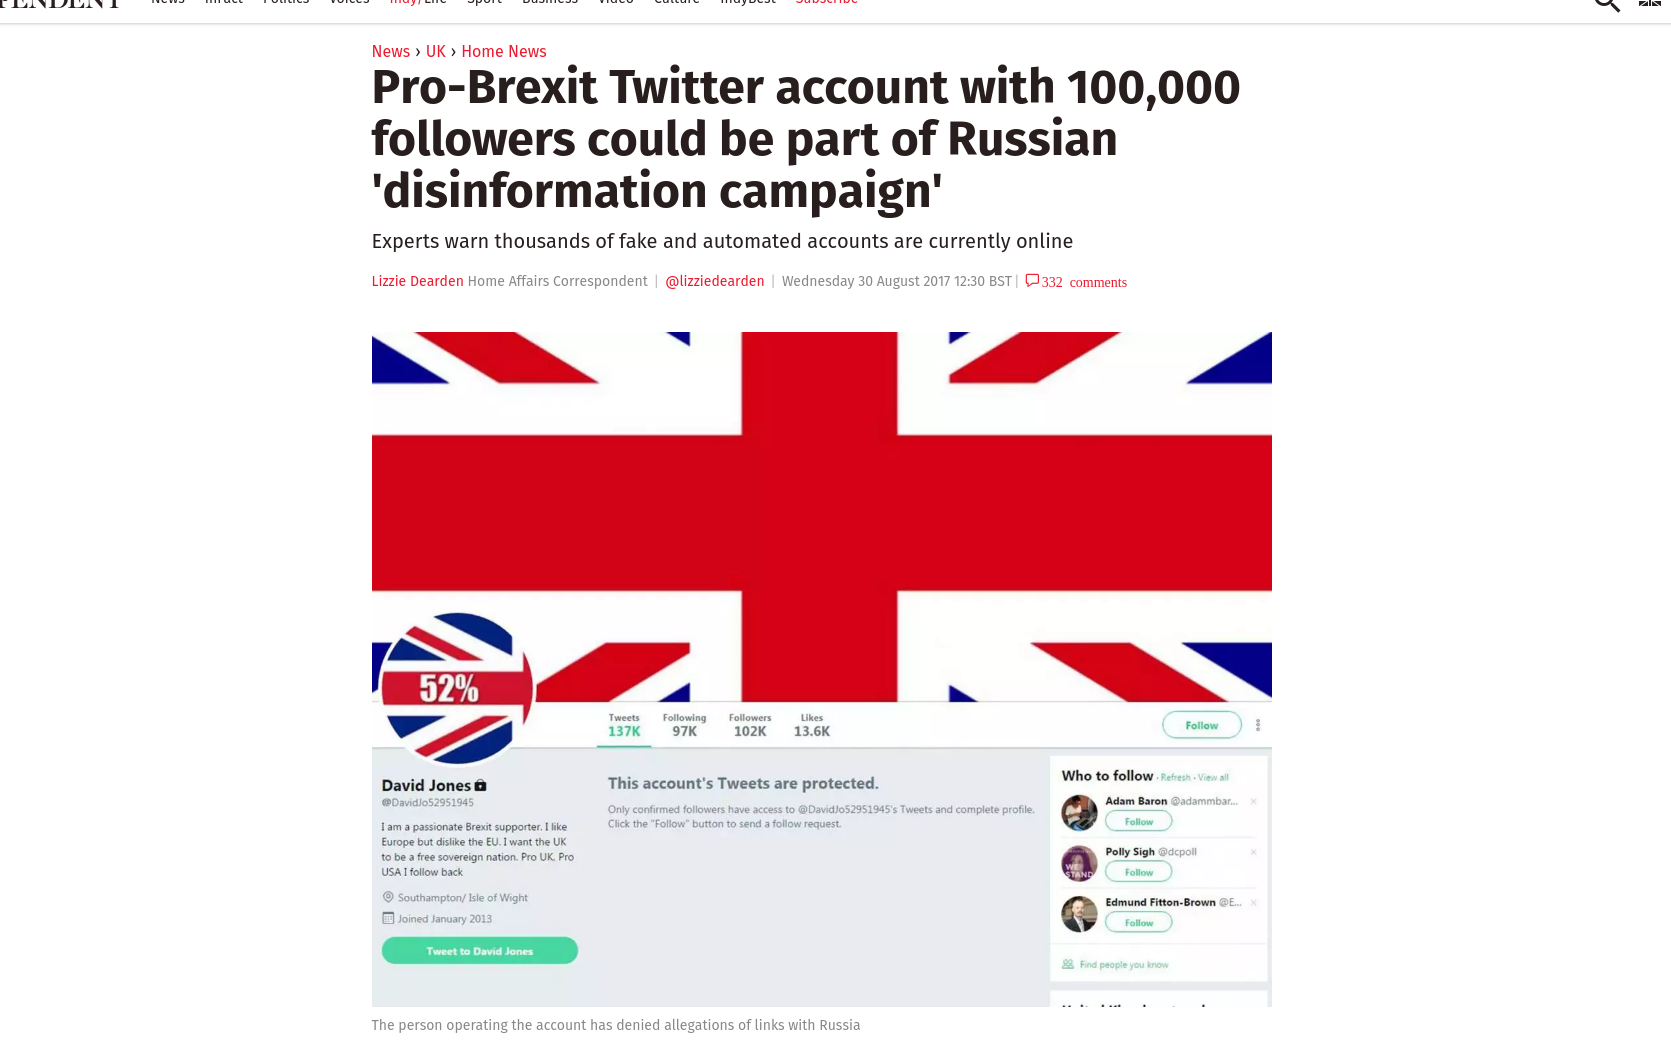 News Infact Politics Voices Indy/Life Sport Business Video Culture IndyBest Subscribe
News › UK › Home News
Pro-Brexit Twitter account with 100,000
followers could be part of Russian
'disinformation campaign'
Experts warn thousands of fake and automated accounts are currently online
Lizzie Dearden Home Affairs Correspondent | @lizziedearden | Wednesday 30 August 2017 12:30 BST | 332 comments
52%
Tweets Following Followers Likes
137K 97K 102K 13.6K
Follow
David Jones
@DavidJo52951945
I am a passionate Brexit supporter. I like
Europe but dislike the EU. I want the UK
to be a free sovereign nation. Pro UK. Pro
USA I follow back
Southampton/ Isle of Wight
Joined January 2013
Tweet to David Jones
This account's Tweets are protected.
Only confirmed followers have access to @DavidJo52951945's Tweets and complete profile.
Click the "Follow" button to send a follow request.
Who to follow · Refresh · View all
Adam Baron @adammbar...
Follow
Polly Sigh @dcpoll
Follow
WE
STAND
Edmund Fitton-Brown @E...
Follow
Find people you know
The person operating the account has denied allegations of links with Russia